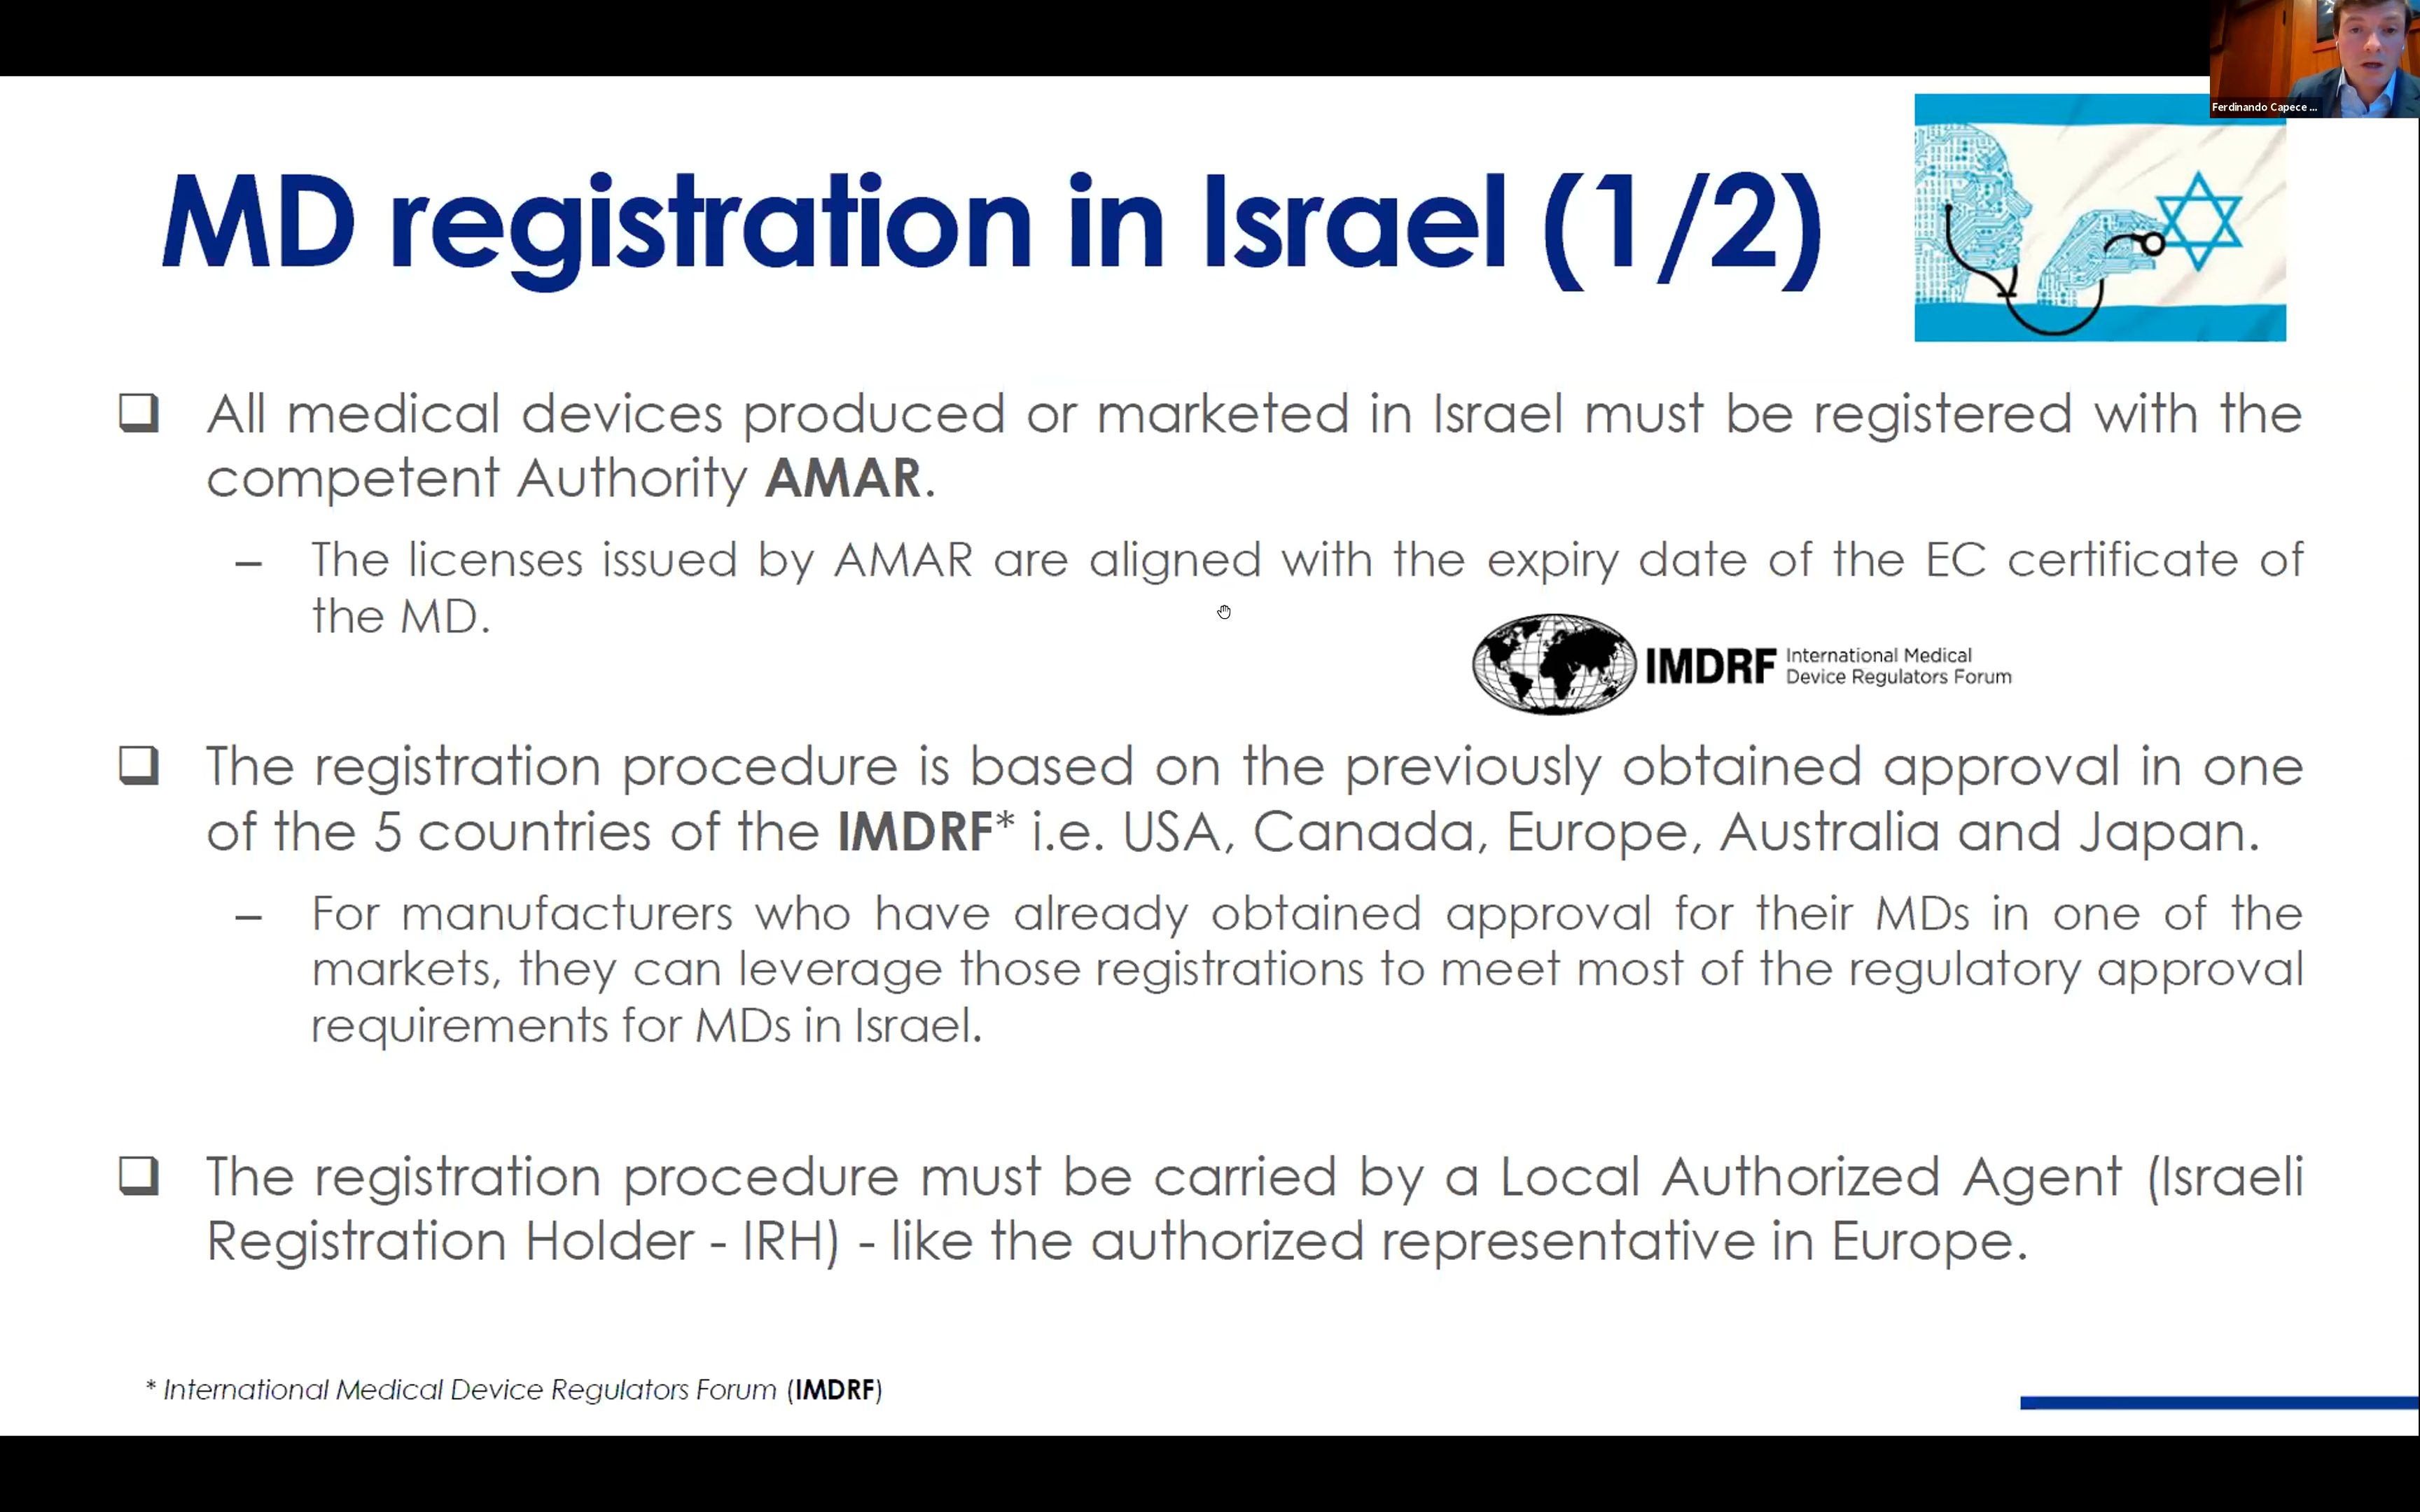 Ferdinando Capece ...
MD registration in Israel (1/2)
All medical devices produced or marketed in Israel must be registered with the
competent Authority AMAR.
– The licenses issued by AMAR are aligned with the expiry date of the EC certificate of
the MD.
IMDRF International Medical
Device Regulators Forum
The registration procedure is based on the previously obtained approval in one
of the 5 countries of the IMDRF* i.e. USA, Canada, Europe, Australia and Japan.
– For manufacturers who have already obtained approval for their MDs in one of the
markets, they can leverage those registrations to meet most of the regulatory approval
requirements for MDs in Israel.
The registration procedure must be carried by a Local Authorized Agent (Israeli
Registration Holder - IRH) - like the authorized representative in Europe.
* International Medical Device Regulators Forum (IMDRF)